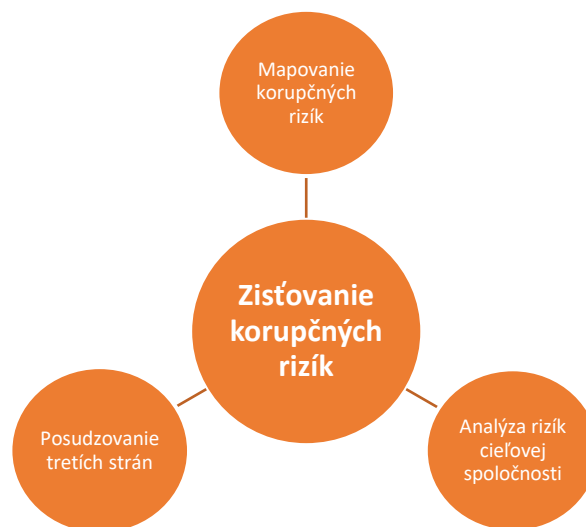 Mapovanie
korupčných
rizík
Zisťovanie
korupčných
rizík
Posudzovanie
tretích strán
Analýza rizík
cieľovej
spoločnosti